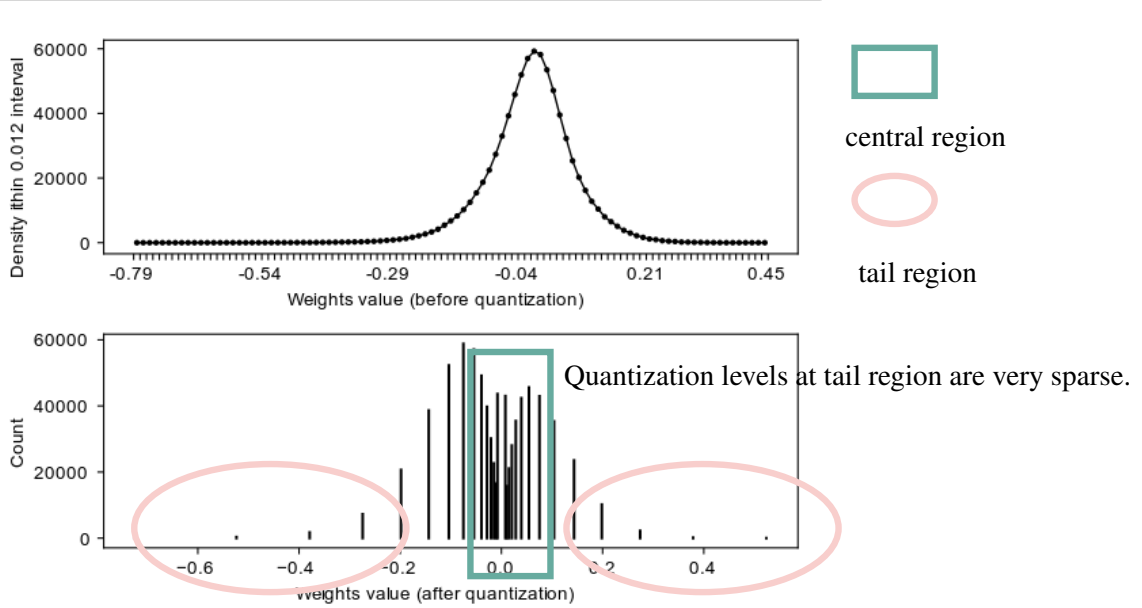 60000
40000
20000
0
Density ithin 0.012 interval
-0.79
-0.54
-0.29
-0.04
0.21
0.45
Weights value (before quantization)
central region
tail region
60000
40000
20000
0
Count
Quantization levels at tail region are very sparse.
−0.6
−0.4
−0.2
0.0
0.2
0.4
Weights value (after quantization)